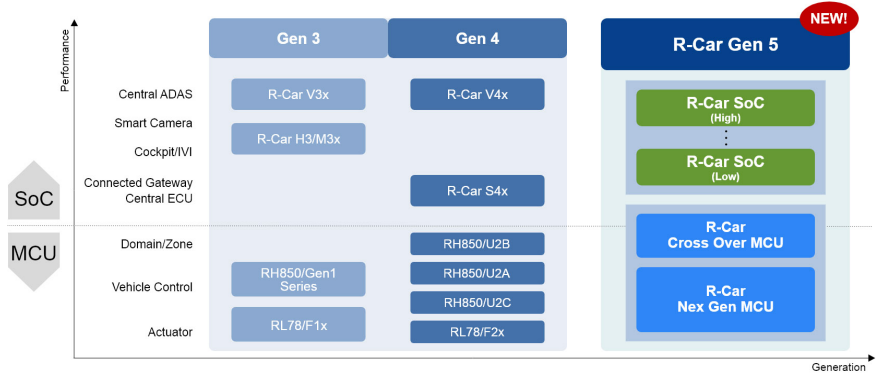 NEW!
Gen 3
Gen 4
R-Car Gen 5
Performance
Central ADAS
R-Car V3x
R-Car V4x
R-Car SoC
(High)
Smart Camera
R-Car H3/M3x
Cockpit/IVI
R-Car SoC
(Low)
Connected Gateway
Central ECU
R-Car S4x
SoC
MCU
Domain/Zone
RH850/U2B
R-Car
Cross Over MCU
Vehicle Control
RH850/Gen1
Series
RH850/U2A
RH850/U2C
R-Car
Nex Gen MCU
Actuator
RL78/F1x
RL78/F2x
Generation